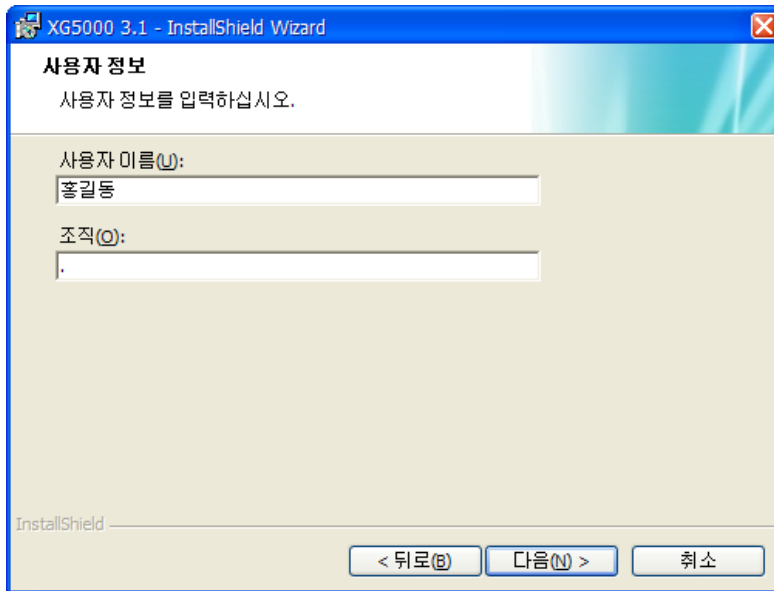 XG5000 3.1 - InstallShield Wizard
사용자 정보
사용자 정보를 입력하십시오.
사용자 이름(U):
홍길동
조직(O):
.
InstallShield
< 뒤로(B) 다음(N) > 취소